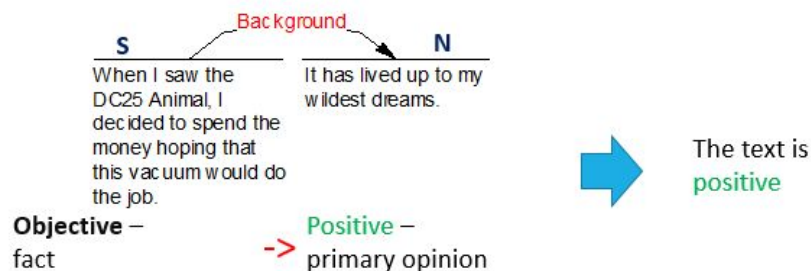 Background
S
N
When I saw the
DC25 Animal, I
decided to spend the
money hoping that
this vacuum would do
the job.
It has lived up to my
wildest dreams.
The text is
positive
Objective –
fact
->
Positive –
primary opinion